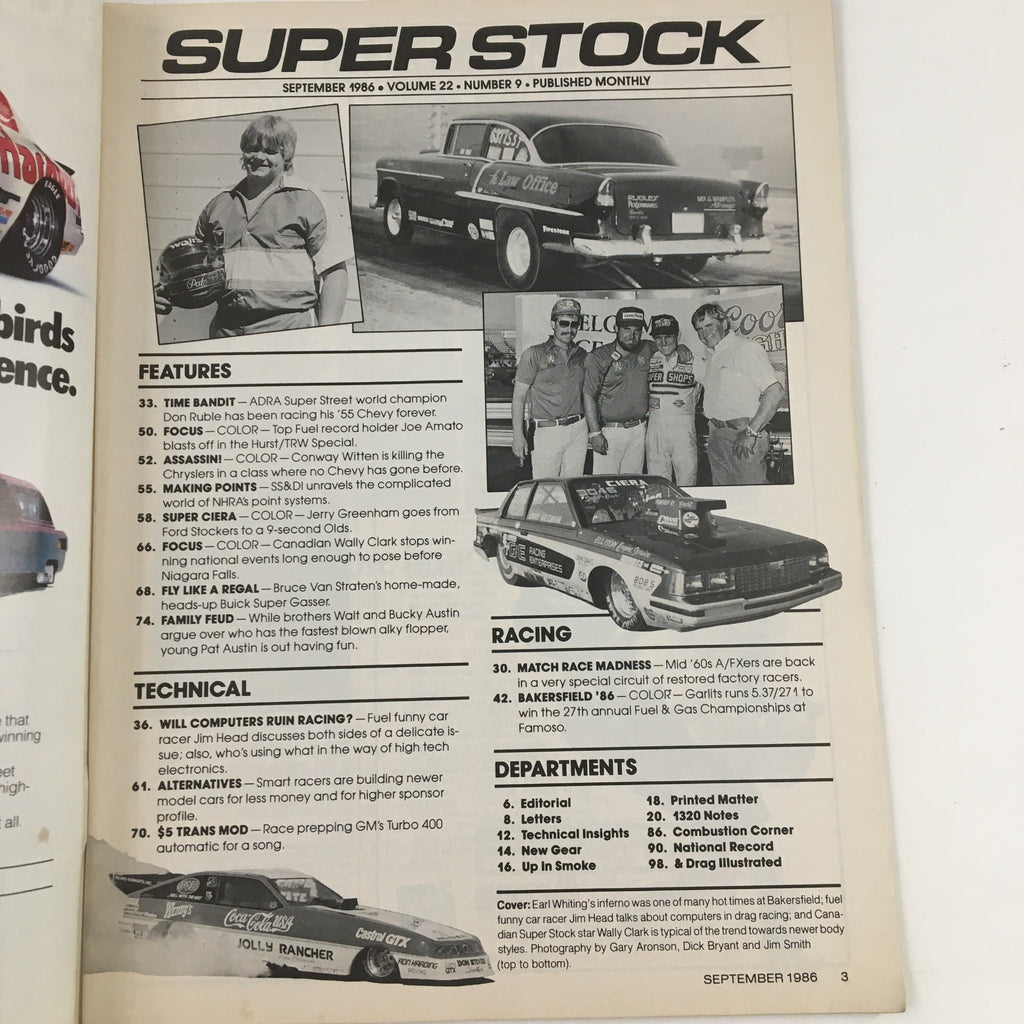 SUPER STOCK
SEPTEMBER 1986 • VOLUME 22 • NUMBER 9 • PUBLISHED MONTHLY
The Law Office
Firestone
Pat
SUPER SHOPS
birds
ence.
FEATURES
33. TIME BANDIT — ADRA Super Street world champion
Don Ruble has been racing his '55 Chevy forever.
50. FOCUS — COLOR — Top Fuel record holder Joe Amato
blasts off in the Hurst/TRW Special.
52. ASSASSIN! — COLOR — Conway Witten is killing the
Chryslers in a class where no Chevy has gone before.
55. MAKING POINTS — SS&DI unravels the complicated
world of NHRA's point systems.
58. SUPER CIERA — COLOR — Jerry Greenham goes from
Ford Stockers to a 9-second Olds.
66. FOCUS — COLOR — Canadian Wally Clark stops win-
ning national events long enough to pose before
Niagara Falls.
68. FLY LIKE A REGAL — Bruce Van Straten's home-made,
heads-up Buick Super Gasser.
74. FAMILY FEUD — While brothers Walt and Bucky Austin
argue over who has the fastest blown alky flopper,
young Pat Austin is out having fun.
TECHNICAL
36. WILL COMPUTERS RUIN RACING? — Fuel funny car
racer Jim Head discusses both sides of a delicate is-
sue; also, who's using what in the way of high tech
electronics.
61. ALTERNATIVES — Smart racers are building newer
model cars for less money and for higher sponsor
profile.
70. $5 TRANS MOD — Race prepping GM's Turbo 400
automatic for a song.
CIERA
RACING
ENTERPRISES
BOB'S
RACING
30. MATCH RACE MADNESS — Mid '60s A/FXers are back
in a very special circuit of restored factory racers.
42. BAKERSFIELD '86 — COLOR — Garlits runs 5.37/271 to
win the 27th annual Fuel & Gas Championships at
Famoso.
DEPARTMENTS
6. Editorial
8. Letters
12. Technical Insights
14. New Gear
16. Up In Smoke
18. Printed Matter
20. 1320 Notes
86. Combustion Corner
90. National Record
98. & Drag Illustrated
Cover: Earl Whiting's inferno was one of many hot times at Bakersfield; fuel
funny car racer Jim Head talks about computers in drag racing; and Cana-
dian Super Stock star Wally Clark is typical of the trend towards newer body
styles. Photography by Gary Aronson, Dick Bryant and Jim Smith
(top to bottom).
Coca-Cola USA
Castrol GTX
JOLLY RANCHER
that
winning
eet
high-
all.
SEPTEMBER 1986 3